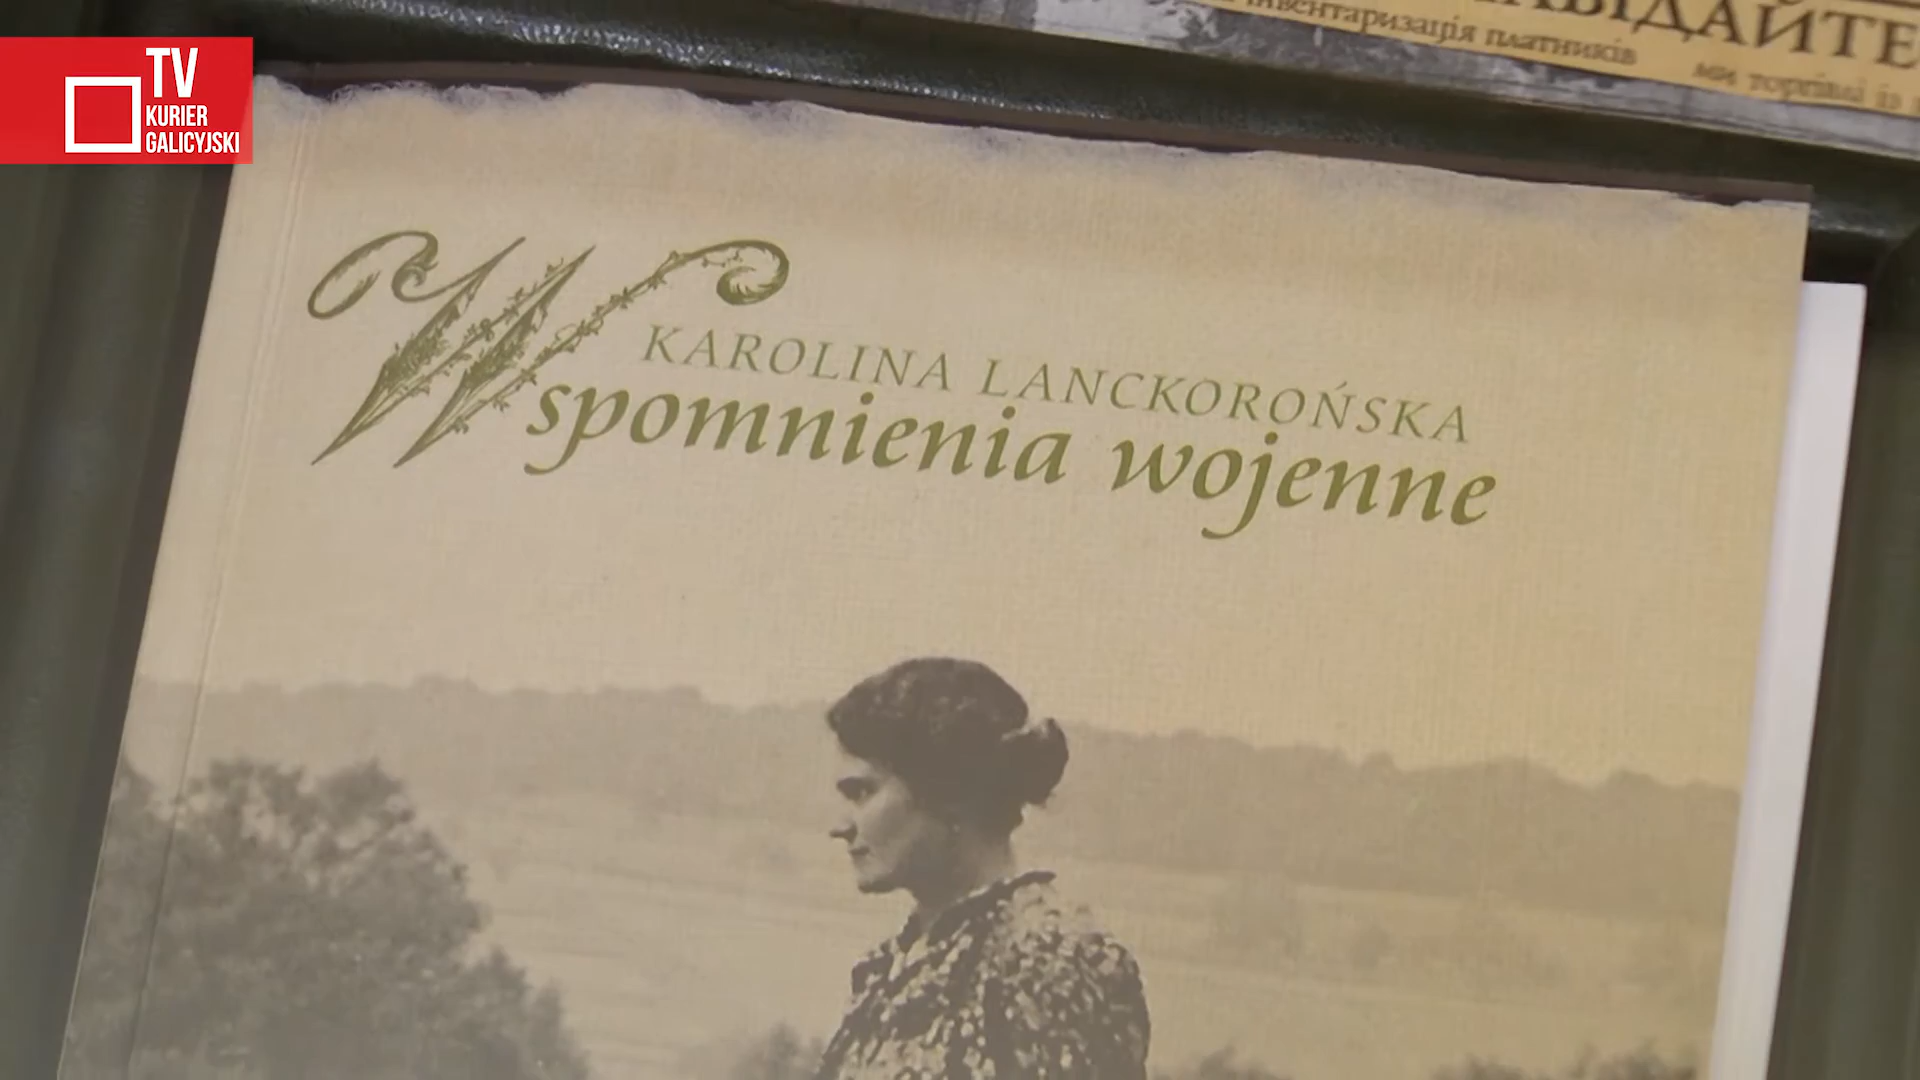 TV
KURIER
GALICYJSKI
інвентаризація платників
ми торгівлі із
KAROLINA LANCKOROŃSKA
Wspomnienia wojenne